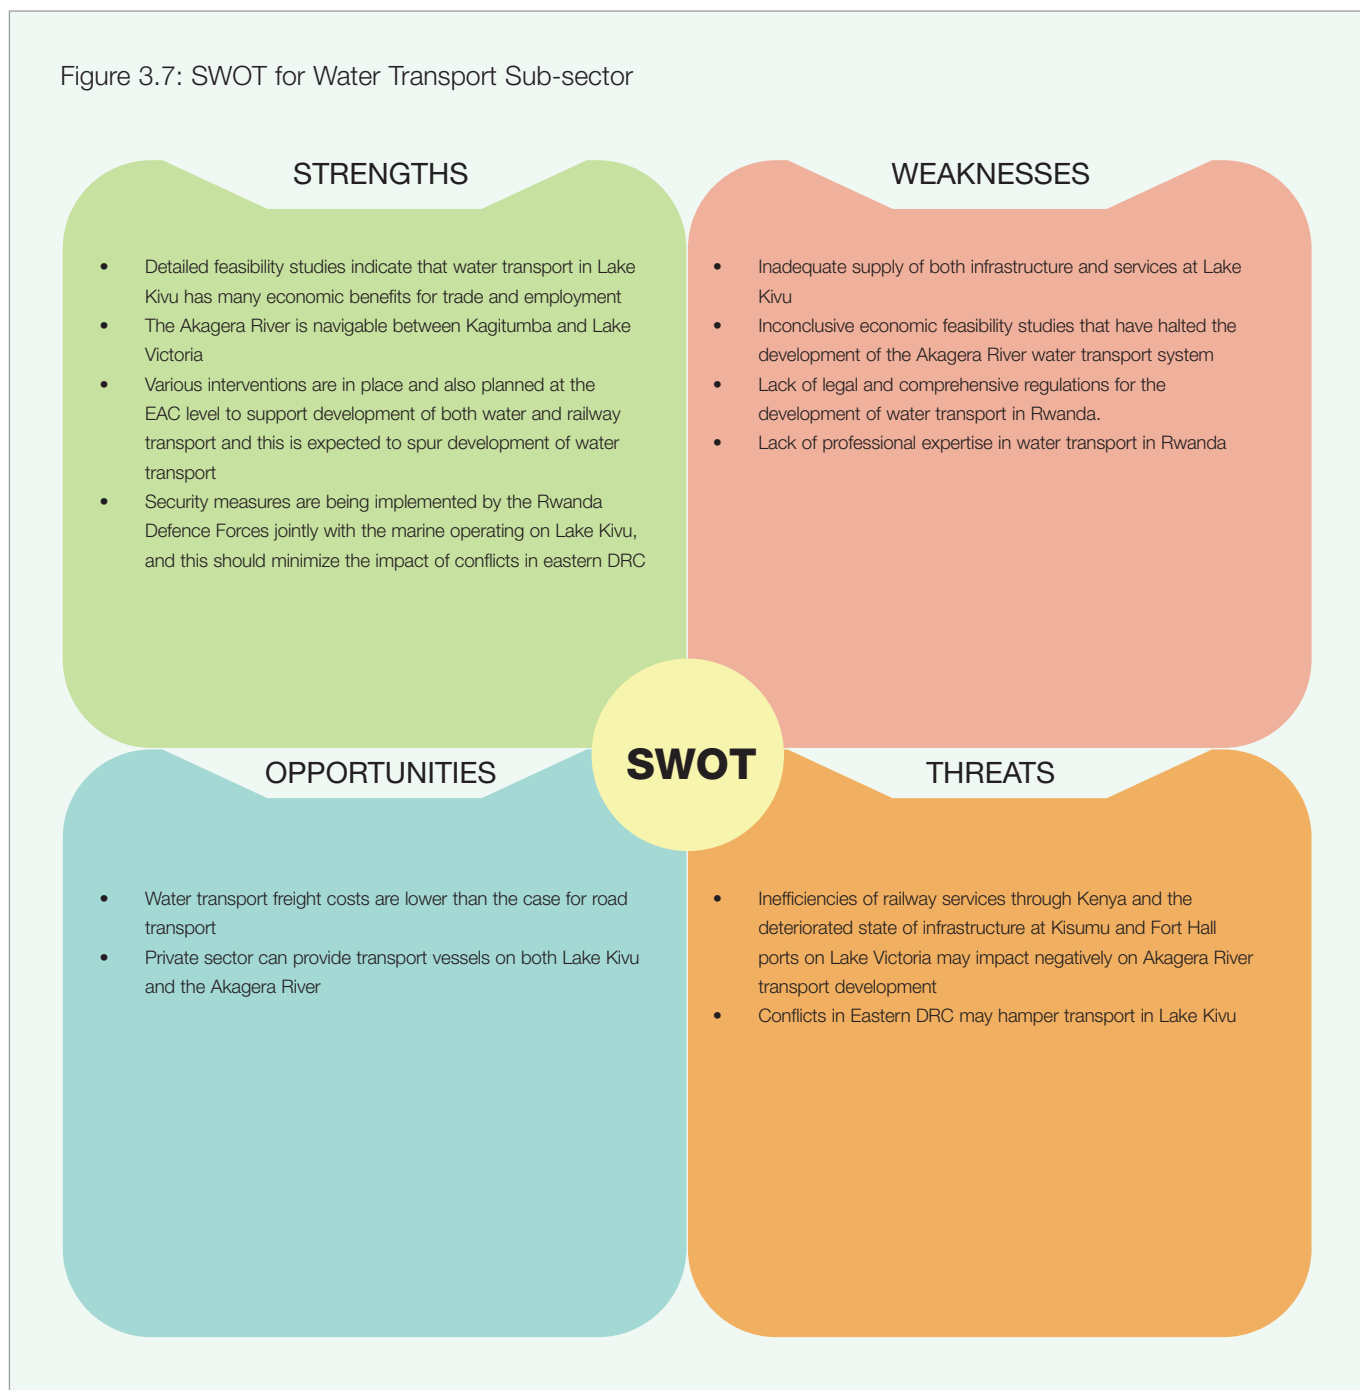 Figure 3.7: SWOT for Water Transport Sub-sector
STRENGTHS
• Detailed feasibility studies indicate that water transport in Lake
Kivu has many economic benefits for trade and employment
• The Akagera River is navigable between Kagitumba and Lake
Victoria
• Various interventions are in place and also planned at the
EAC level to support development of both water and railway
transport and this is expected to spur development of water
transport
• Security measures are being implemented by the Rwanda
Defence Forces jointly with the marine operating on Lake Kivu,
and this should minimize the impact of conflicts in eastern DRC
WEAKNESSES
• Inadequate supply of both infrastructure and services at Lake
Kivu
• Inconclusive economic feasibility studies that have halted the
development of the Akagera River water transport system
• Lack of legal and comprehensive regulations for the
development of water transport in Rwanda.
• Lack of professional expertise in water transport in Rwanda
SWOT
OPPORTUNITIES
• Water transport freight costs are lower than the case for road
transport
• Private sector can provide transport vessels on both Lake Kivu
and the Akagera River
THREATS
• Inefficiencies of railway services through Kenya and the
deteriorated state of infrastructure at Kisumu and Fort Hall
ports on Lake Victoria may impact negatively on Akagera River
transport development
• Conflicts in Eastern DRC may hamper transport in Lake Kivu